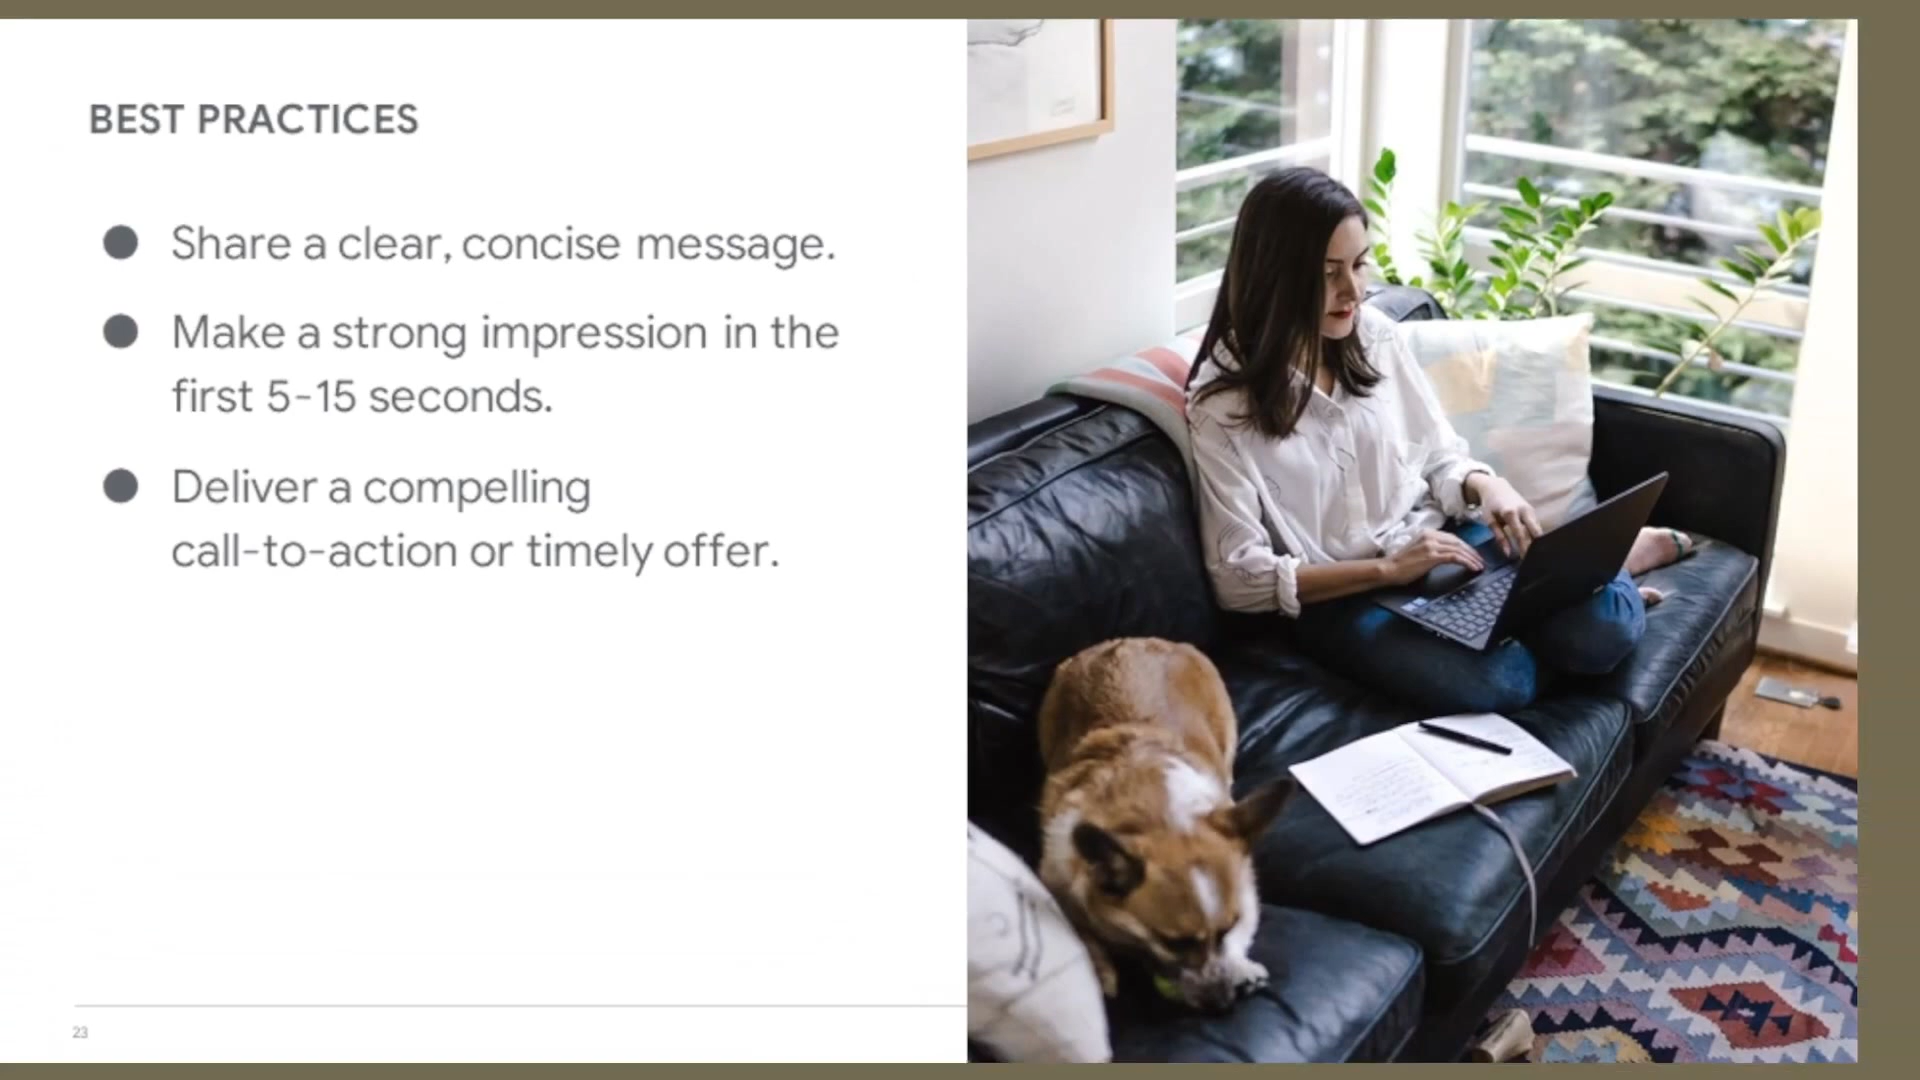 BEST PRACTICES
● Share a clear, concise message.
● Make a strong impression in the
first 5-15 seconds.
● Deliver a compelling
call-to-action or timely offer.
23